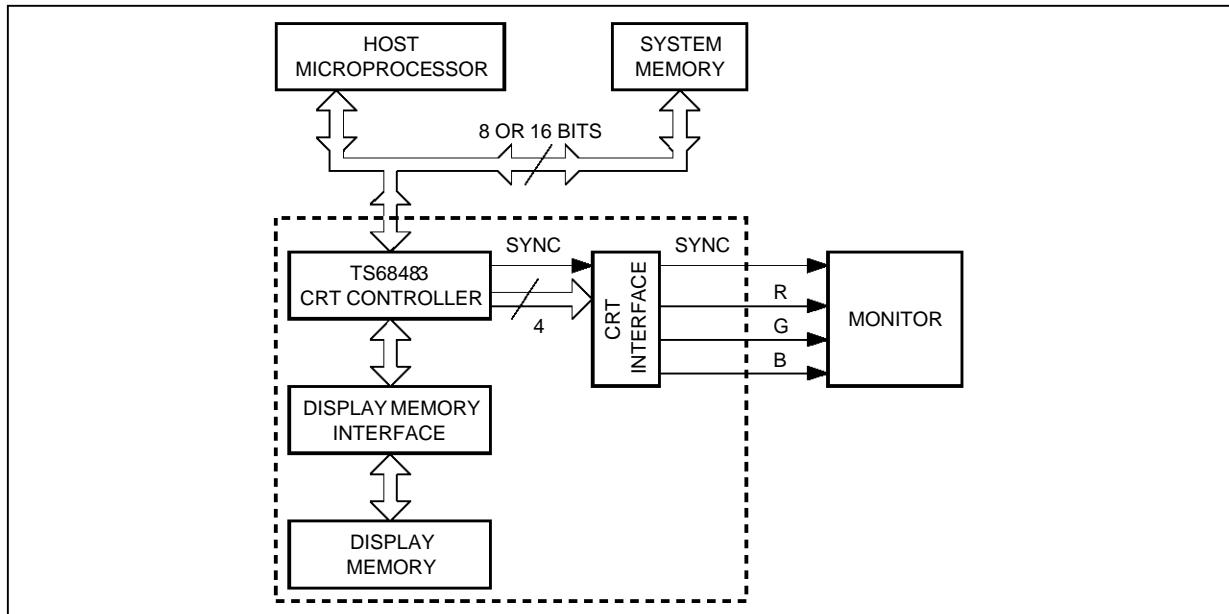 HOST
MICROPROCESSOR
SYSTEM
MEMORY
8 OR 16 BITS
TS68483
CRT CONTROLLER
SYNC
4
CRT
INTERFACE
SYNC
R
G
B
MONITOR
DISPLAY MEMORY
INTERFACE
DISPLAY
MEMORY